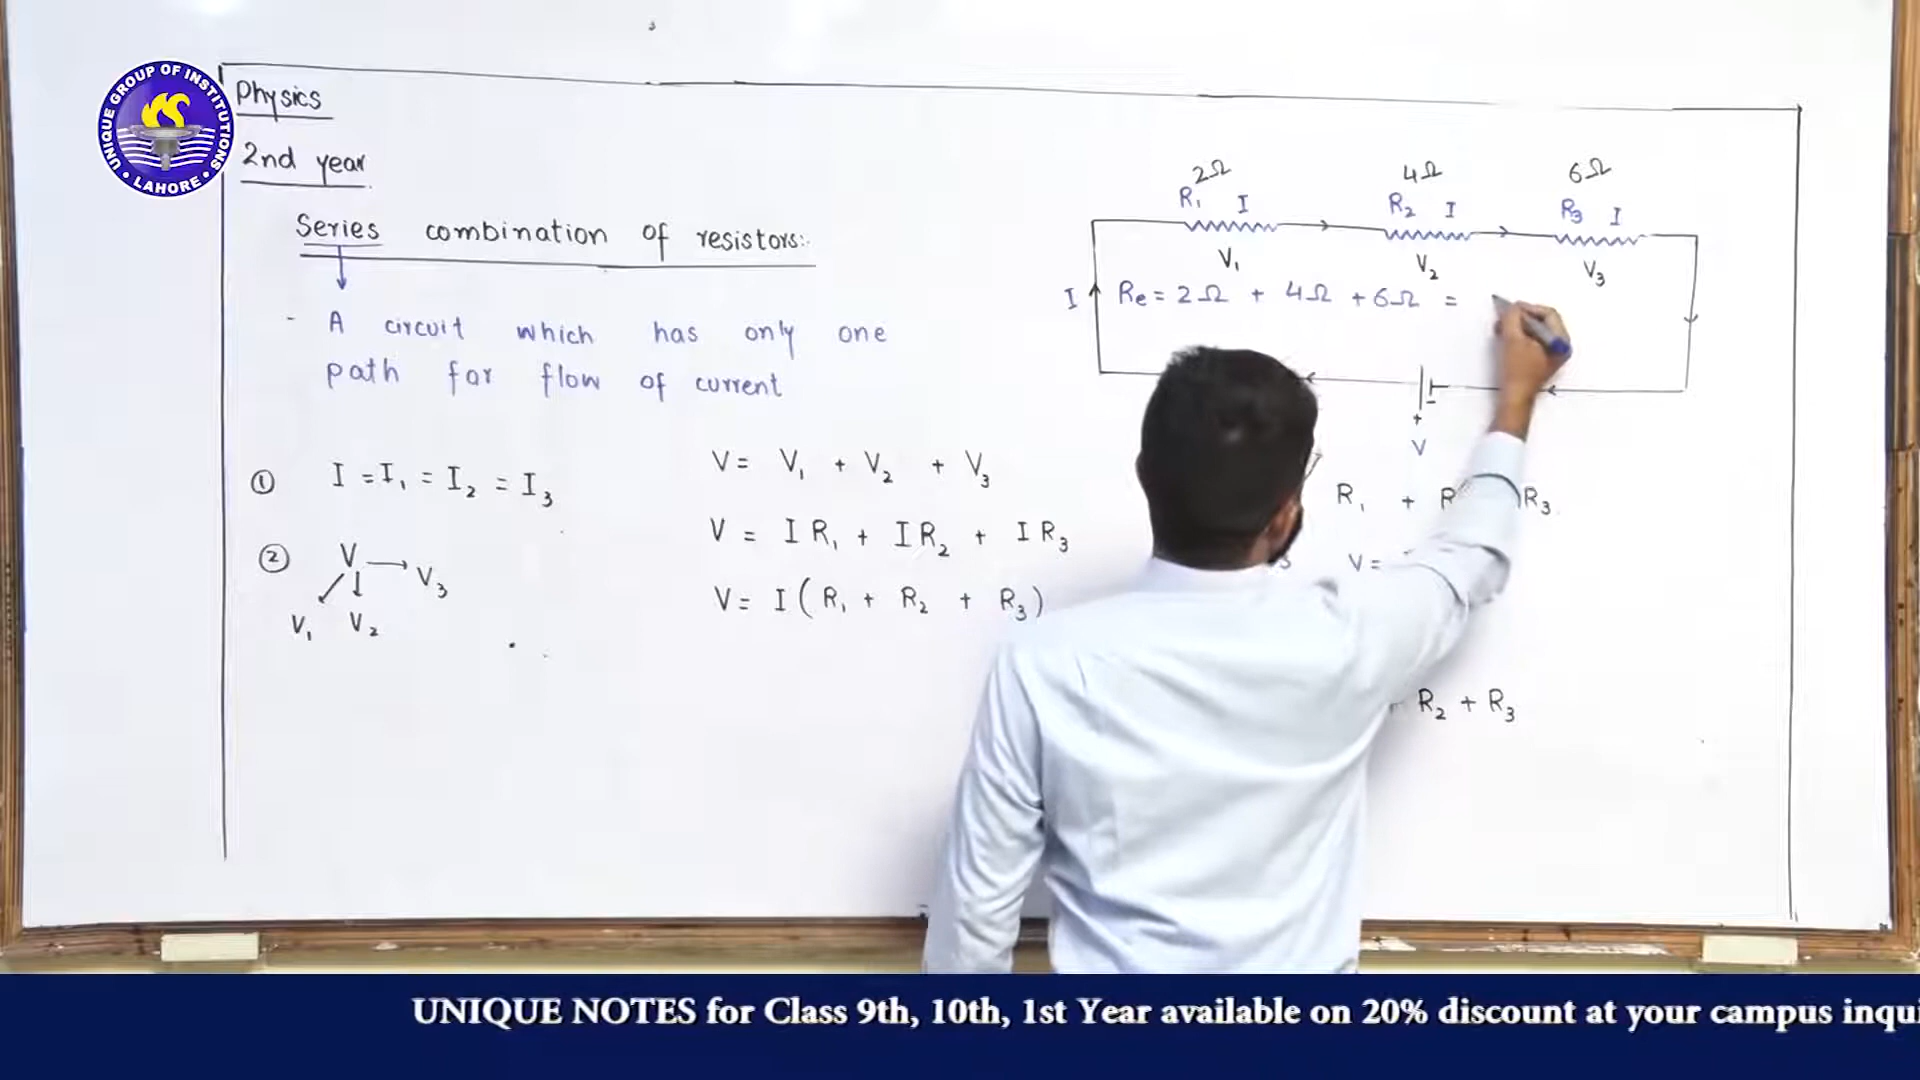 UNIQUE GROUP OF INSTITUTIONS
• LAHORE •
Physics
2nd year
Series combination of resistors:-
- A circuit which has only one
path for flow of current
① I = I₁ = I₂ = I₃
② V → V₃
V₁ V₂
V = V₁ + V₂ + V₃
V = I R₁ + I R₂ + I R₃
V = I ( R₁ + R₂ + R₃ )
2Ω 4Ω 6Ω
R₁ I R₂ I R₃ I
V₁ V₂ V₃
I Re = 2Ω + 4Ω + 6Ω =
+ -
V
R₁ + R R₃
V =
R₂ + R₃
UNIQUE NOTES for Class 9th, 10th, 1st Year available on 20% discount at your campus inqui